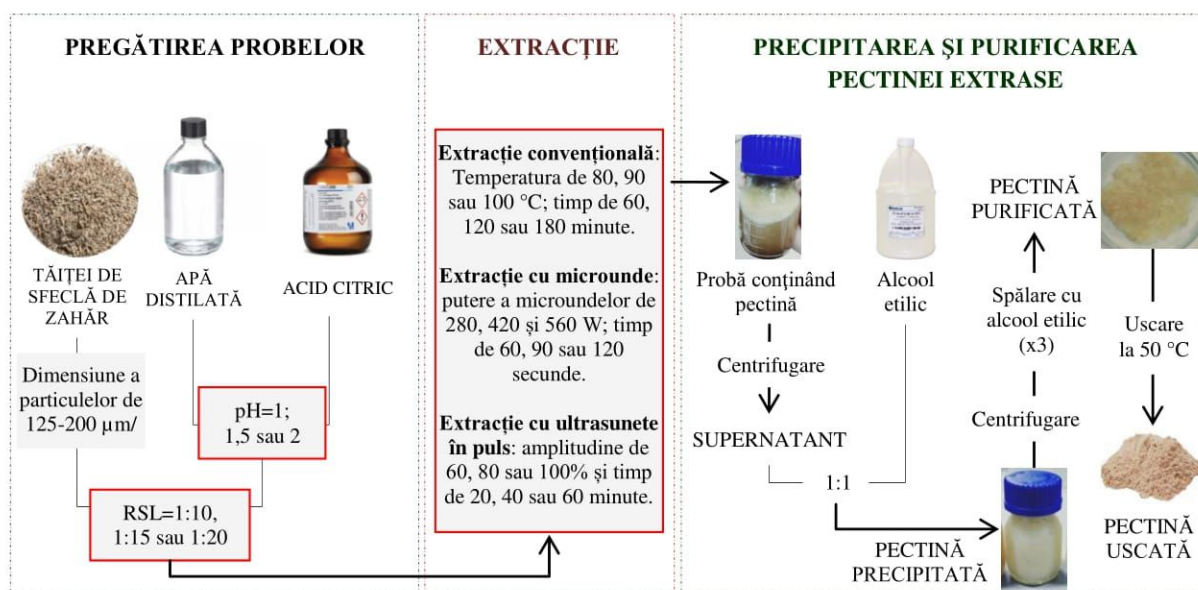 PREGĂTIREA PROBELOR
TĂIȚEI DE
SFECLĂ DE
ZAHĂR
APĂ
DISTILATĂ
ACID CITRIC
Dimensiune a
particulelor de
125-200 µm/
pH=1;
1,5 sau 2
RSL=1:10,
1:15 sau 1:20
EXTRACȚIE
Extracție convențională:
Temperatura de 80, 90
sau 100 °C; timp de 60,
120 sau 180 minute.
Extracție cu microunde:
putere a microundelor de
280, 420 și 560 W; timp
de 60, 90 sau 120
secunde.
Extracție cu ultrasunete
în puls: amplitudine de
60, 80 sau 100% și timp
de 20, 40 sau 60 minute.
PRECIPITAREA ȘI PURIFICAREA
PECTINEI EXTRASE
Probă conținând
pectină
Alcool
etilic
Centrifugare
SUPERNATANT
1:1
PECTINĂ
PRECIPITATĂ
Centrifugare
Spălare cu
alcool etilic
(x3)
PECTINĂ
PURIFICATĂ
Uscare
la 50 °C
PECTINĂ
USCATĂ